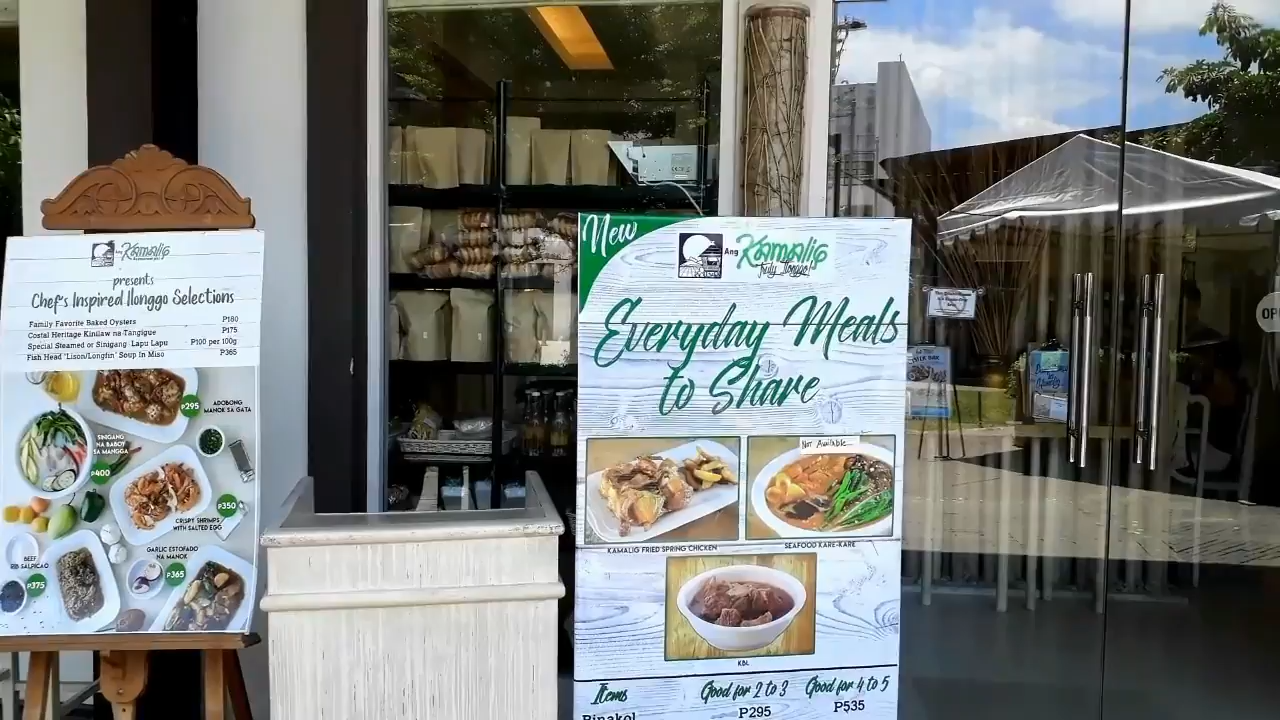 Ang Kamalig
presents
Chef's Inspired Ilonggo Selections
Family Favorite Baked Oysters P180
Costal Heritage Kinilaw na Tangigue P175
Special Steamed or Sinigang Lapu Lapu P100 per 100g
Fish Head "Lison/Longfin" Soup in Miso P365
P295
ADOBONG
MANOK SA GATA
SINIGANG
NA BABOY
SA MANGGA
P400
P350
CRISPY SHRIMPS
WITH SALTED EGG
GARLIC ESTOFADO
NA MANOK
P365
BEEF
RIB SALPICAO
P375
New
Ang Kamalig
Truly Ilonggo!
Everyday Meals
to Share
Not Available
KAMALIG FRIED SPRING CHICKEN
SEAFOOD KARE-KARE
KBL
Items Good for 2 to 3 Good for 4 to 5
Binakol P295 P535
OP